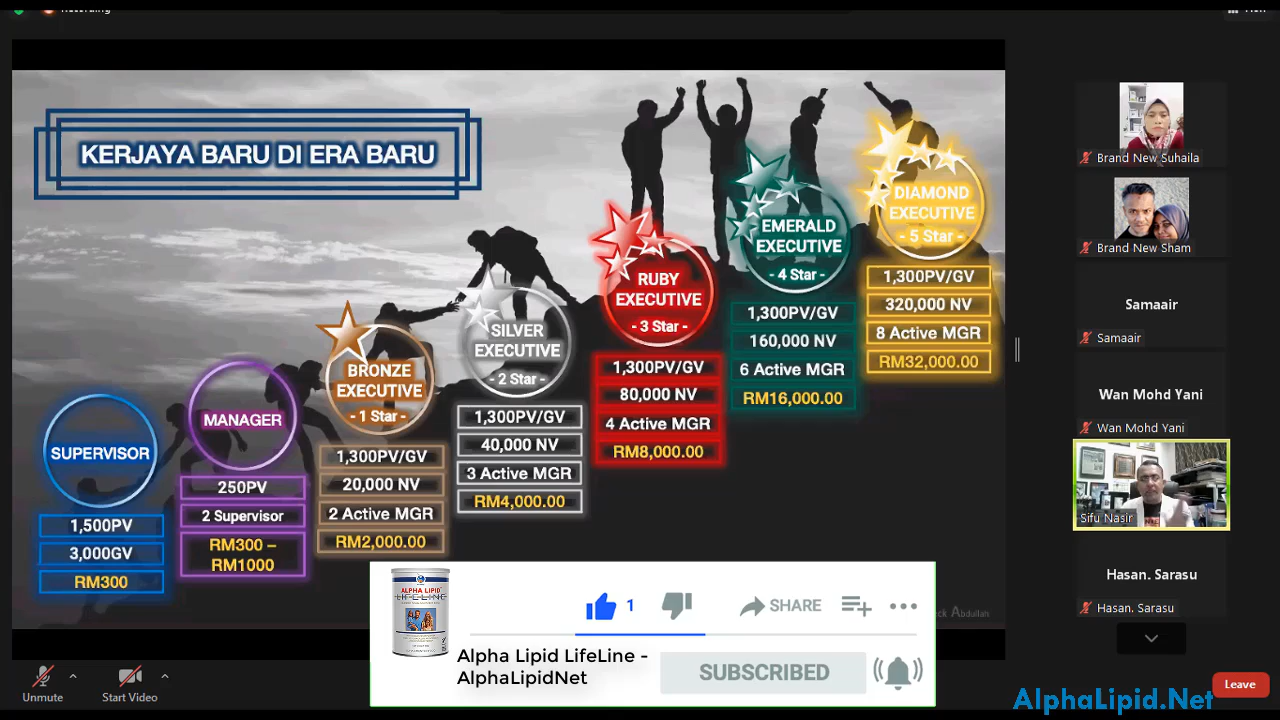 Recording
View
KERJAYA BARU DI ERA BARU
SUPERVISOR
1,500PV
3,000GV
RM300
MANAGER
250PV
2 Supervisor
RM300 –
RM1000
BRONZE
EXECUTIVE
- 1 Star -
1,300PV/GV
20,000 NV
2 Active MGR
RM2,000.00
SILVER
EXECUTIVE
- 2 Star -
1,300PV/GV
40,000 NV
3 Active MGR
RM4,000.00
RUBY
EXECUTIVE
- 3 Star -
1,300PV/GV
80,000 NV
4 Active MGR
RM8,000.00
EMERALD
EXECUTIVE
- 4 Star -
1,300PV/GV
160,000 NV
6 Active MGR
RM16,000.00
DIAMOND
EXECUTIVE
- 5 Star -
1,300PV/GV
320,000 NV
8 Active MGR
RM32,000.00
Abdullah
Brand New Suhaila
Brand New Sham
Samaair
Samaair
Wan Mohd Yani
Wan Mohd Yani
Sifu Nasir
Hasan. Sarasu
Hasan. Sarasu
ALPHA LIPID
LIFELINE
1
SHARE
Alpha Lipid LifeLine -
AlphaLipidNet
SUBSCRIBED
Unmute
Start Video
Leave
AlphaLipid.Net